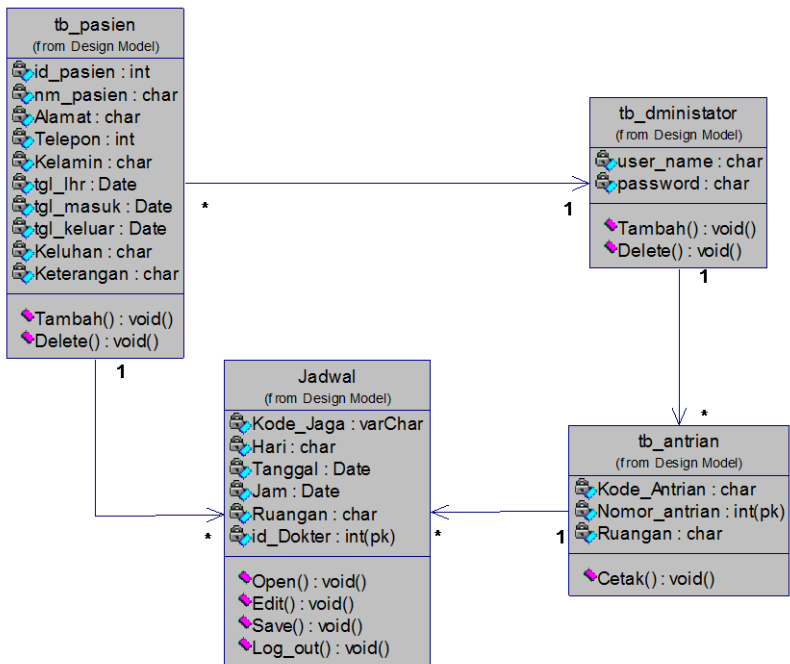 tb_pasien
(from Design Model)
id_pasien : int
nm_pasien : char
Alamat : char
Telepon : int
Kelamin : char
tgl_lhr : Date
tgl_masuk : Date
tgl_keluar : Date
Keluhan : char
Keterangan : char
Tambah() : void()
Delete() : void()
*
1
1
tb_dministator
(from Design Model)
user_name : char
password : char
Tambah() : void()
Delete() : void()
1
*
Jadwal
(from Design Model)
Kode_Jaga : varChar
Hari : char
Tanggal : Date
Jam : Date
Ruangan : char
id_Dokter : int(pk)
Open() : void()
Edit() : void()
Save() : void()
Log_out() : void()
*
*
1
tb_antrian
(from Design Model)
Kode_Antrian : char
Nomor_antrian : int(pk)
Ruangan : char
Cetak() : void()